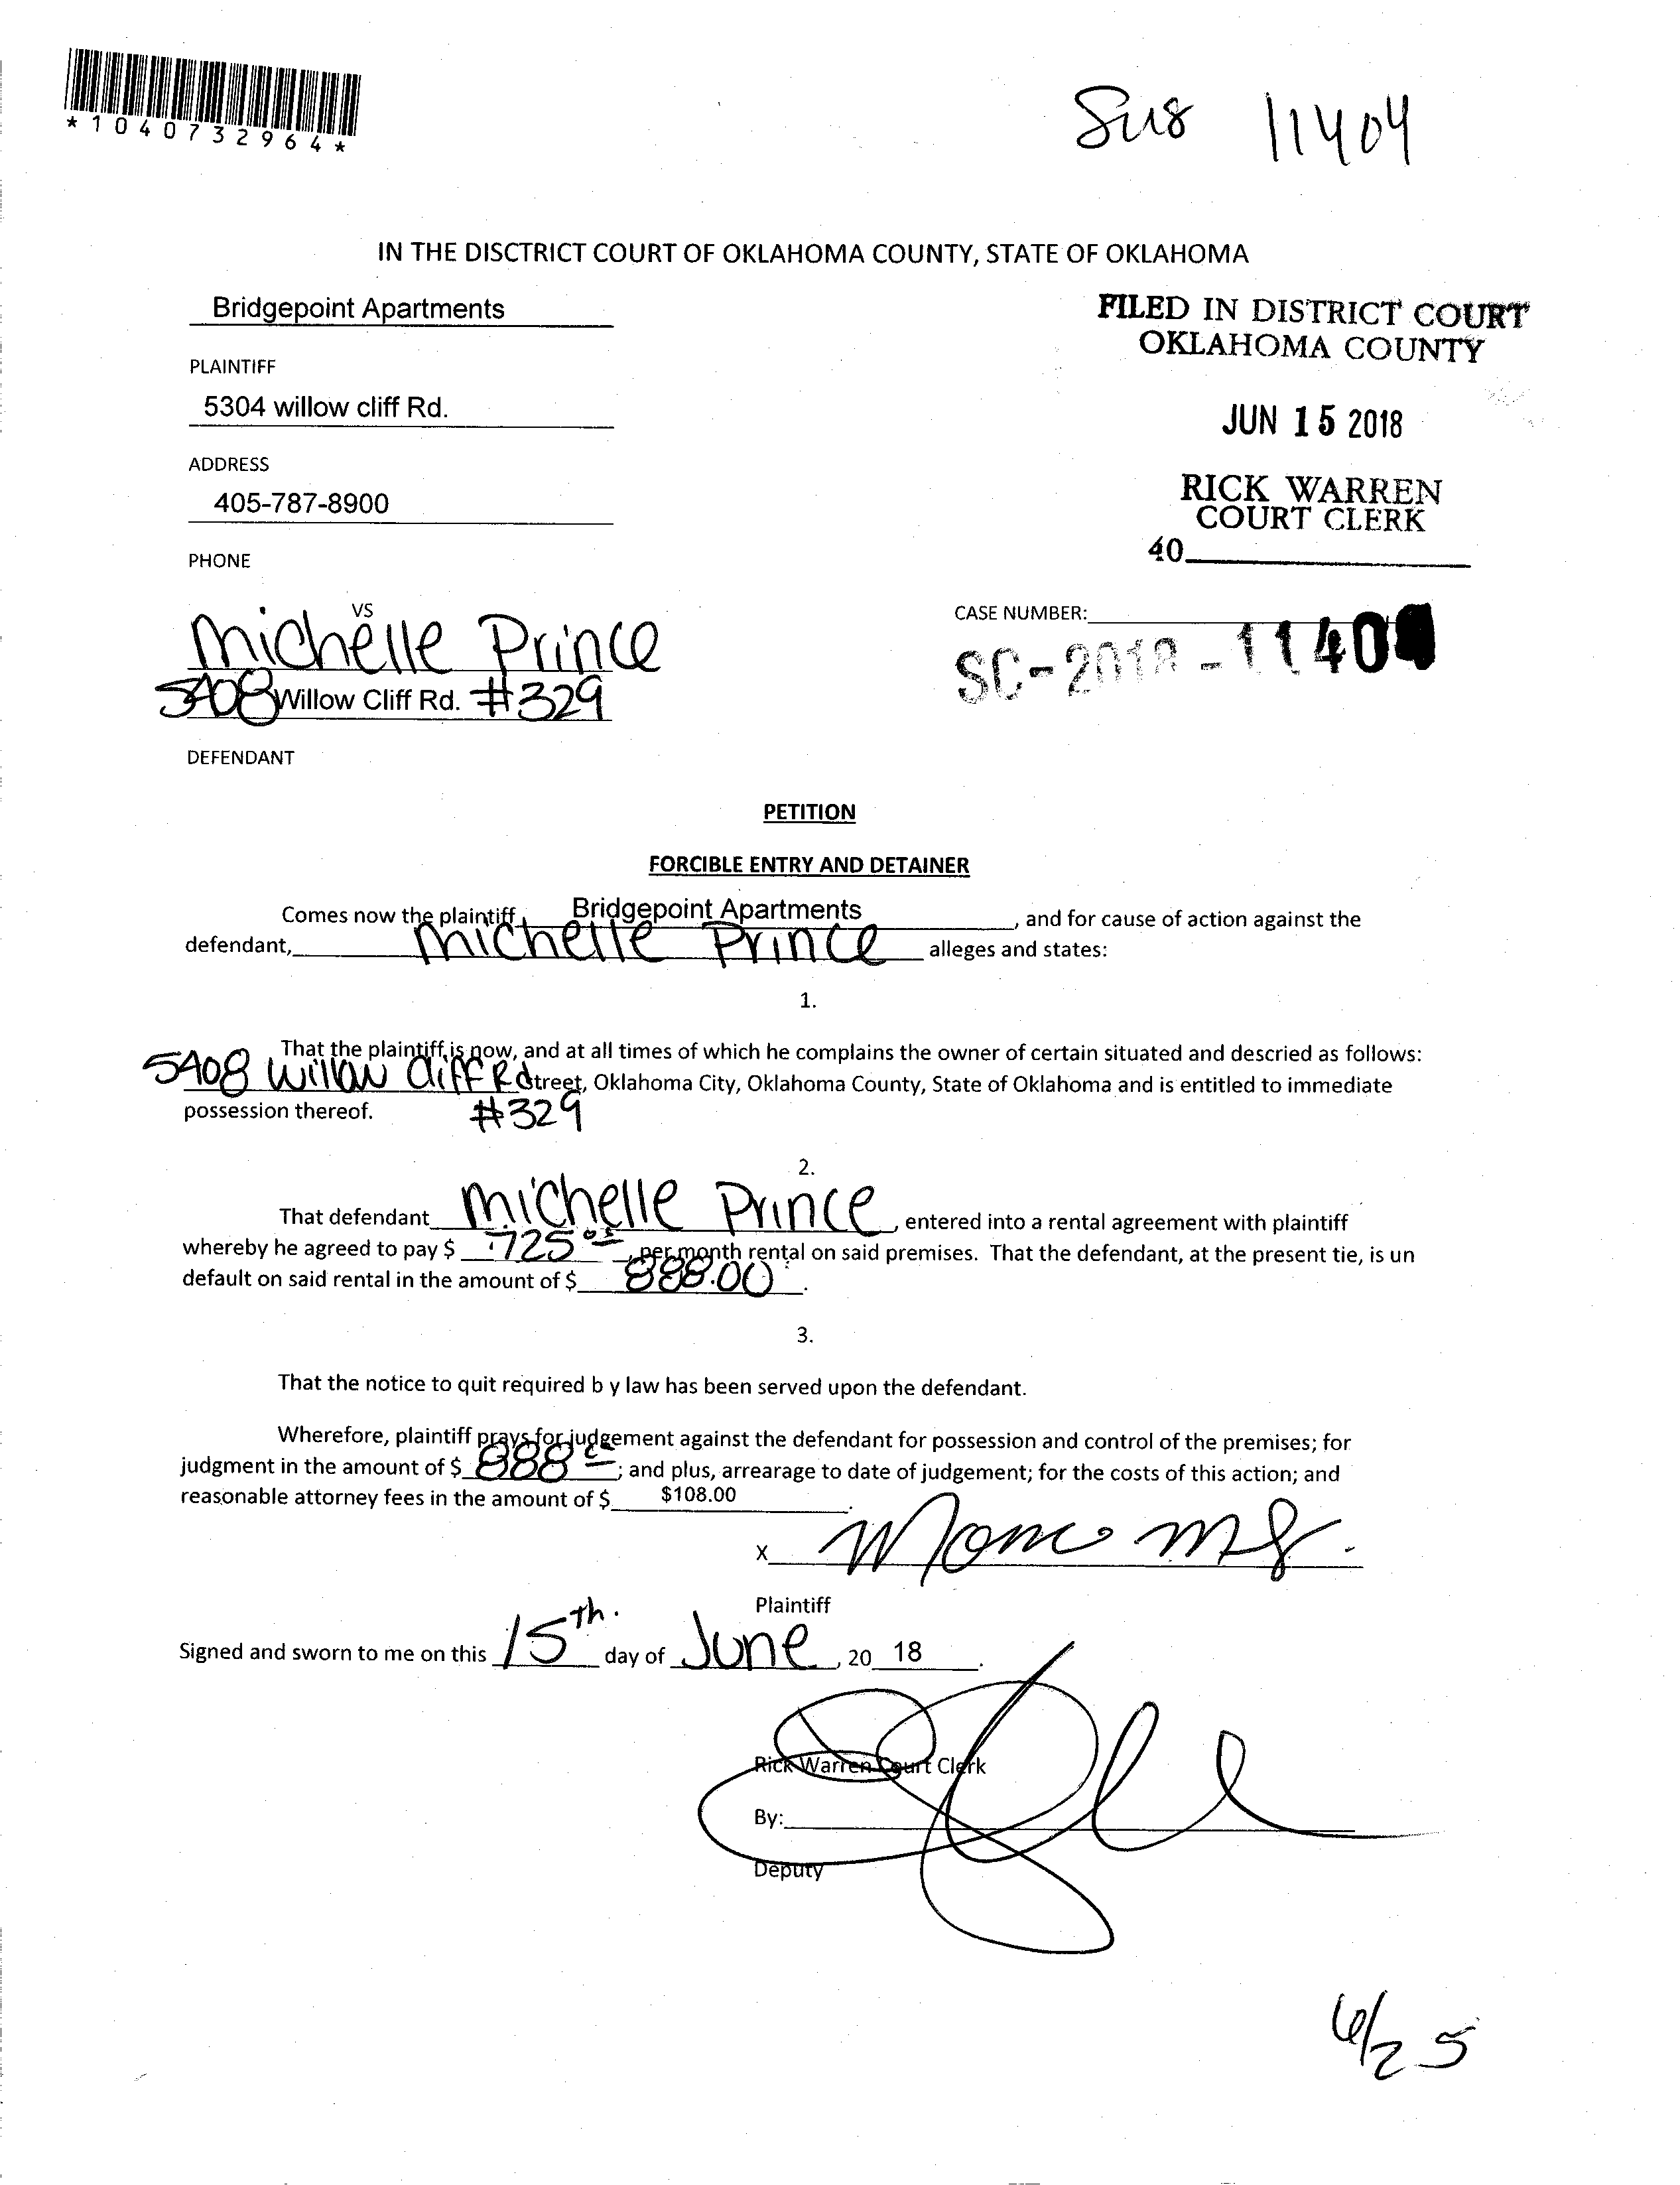 *1040732964*
11404
IN THE DISCTRICT COURT OF OKLAHOMA COUNTY, STATE OF OKLAHOMA
Bridgepoint Apartments
PLAINTIFF
5304 willow cliff Rd.
ADDRESS
405-787-8900
PHONE
FILED IN DISTRICT COURT
OKLAHOMA COUNTY
JUN 15 2018
RICK WARREN
COURT CLERK
40
VS
Michelle Prince
5408 Willow Cliff Rd. #329
DEFENDANT
CASE NUMBER:
SC-2018-11404
PETITION
FORCIBLE ENTRY AND DETAINER
Comes now the plaintiff, Bridgepoint Apartments, and for cause of action against the
defendant, Michelle Prince alleges and states:
1.
That the plaintiff, is now, and at all times of which he complains the owner of certain situated and descried as follows:
5408 Willow Cliff Rd Street, Oklahoma City, Oklahoma County, State of Oklahoma and is entitled to immediate
possession thereof. #329
2.
That defendant Michelle Prince, entered into a rental agreement with plaintiff
whereby he agreed to pay $ 725, per month rental on said premises. That the defendant, at the present tie, is un
default on said rental in the amount of $ 888.00.
3.
That the notice to quit required b y law has been served upon the defendant.
Wherefore, plaintiff prays for judgement against the defendant for possession and control of the premises; for
judgment in the amount of $ 888; and plus, arrearage to date of judgement; for the costs of this action; and
reasonable attorney fees in the amount of $ $108.00.
X
Plaintiff
Signed and sworn to me on this 15th. day of June, 20 18.
Rick Warren Court Clerk
By:
Deputy
6/25